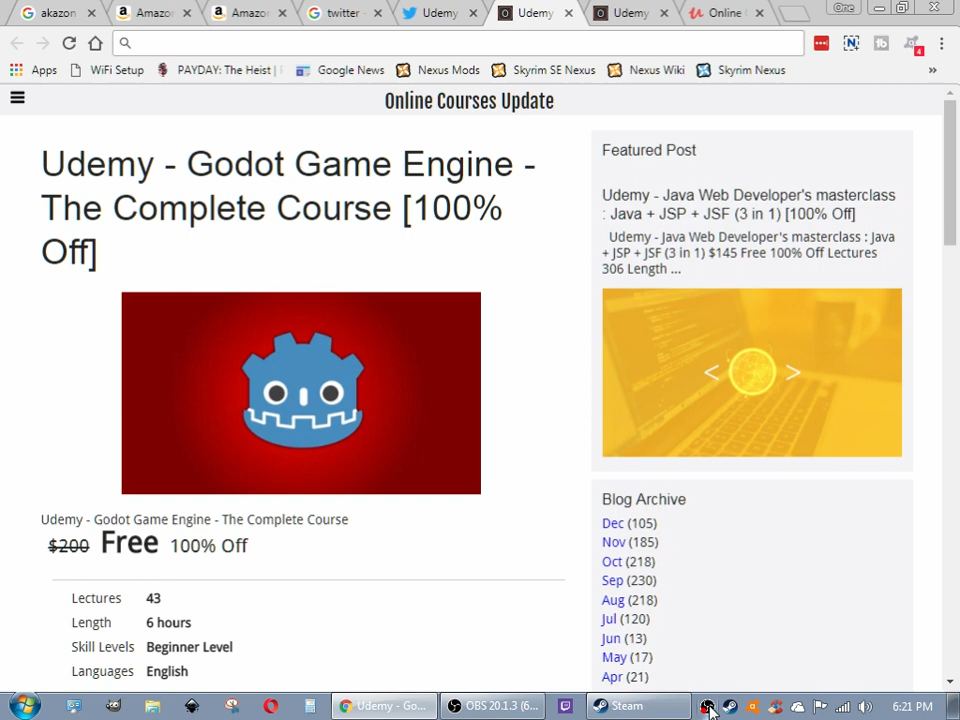 akazon
Amazon
Amazon
twitter -
Udemy
Udemy
Udemy
Online
One
4
Apps
WiFi Setup
PAYDAY: The Heist |
Google News
Nexus Mods
Skyrim SE Nexus
Nexus Wiki
Skyrim Nexus
»
Online Courses Update
Udemy - Godot Game Engine -
The Complete Course [100%
Off]
Udemy - Godot Game Engine - The Complete Course
$200 Free 100% Off
Lectures 43
Length 6 hours
Skill Levels Beginner Level
Languages English
Featured Post
Udemy - Java Web Developer's masterclass
: Java + JSP + JSF (3 in 1) [100% Off]
Udemy - Java Web Developer's masterclass : Java
+ JSP + JSF (3 in 1) $145 Free 100% Off Lectures
306 Length ...
< >
Blog Archive
Dec (105)
Nov (185)
Oct (218)
Sep (230)
Aug (218)
Jul (120)
Jun (13)
May (17)
Apr (21)
Udemy - Go...
OBS 20.1.3 (6...
Steam
6:21 PM